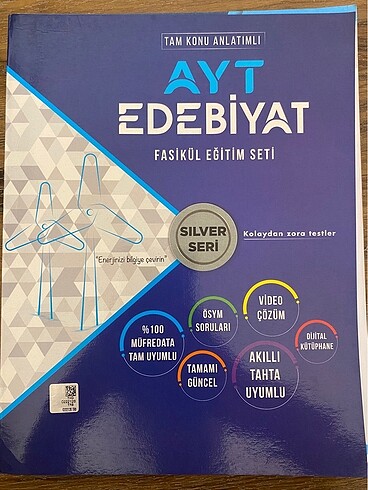 TAM KONU ANLATIMLI
AYT
EDEBİYAT
FASİKÜL EĞİTİM SETİ
SILVER
SERİ
Kolaydan zora testler
"Enerjinizi bilgiye çevirin"
VİDEO
ÇÖZÜM
ÖSYM
SORULARI
DİJİTAL
KÜTÜPHANE
%100
MÜFREDATA
TAM UYUMLU
AKILLI
TAHTA
UYUMLU
TAMAMI
GÜNCEL